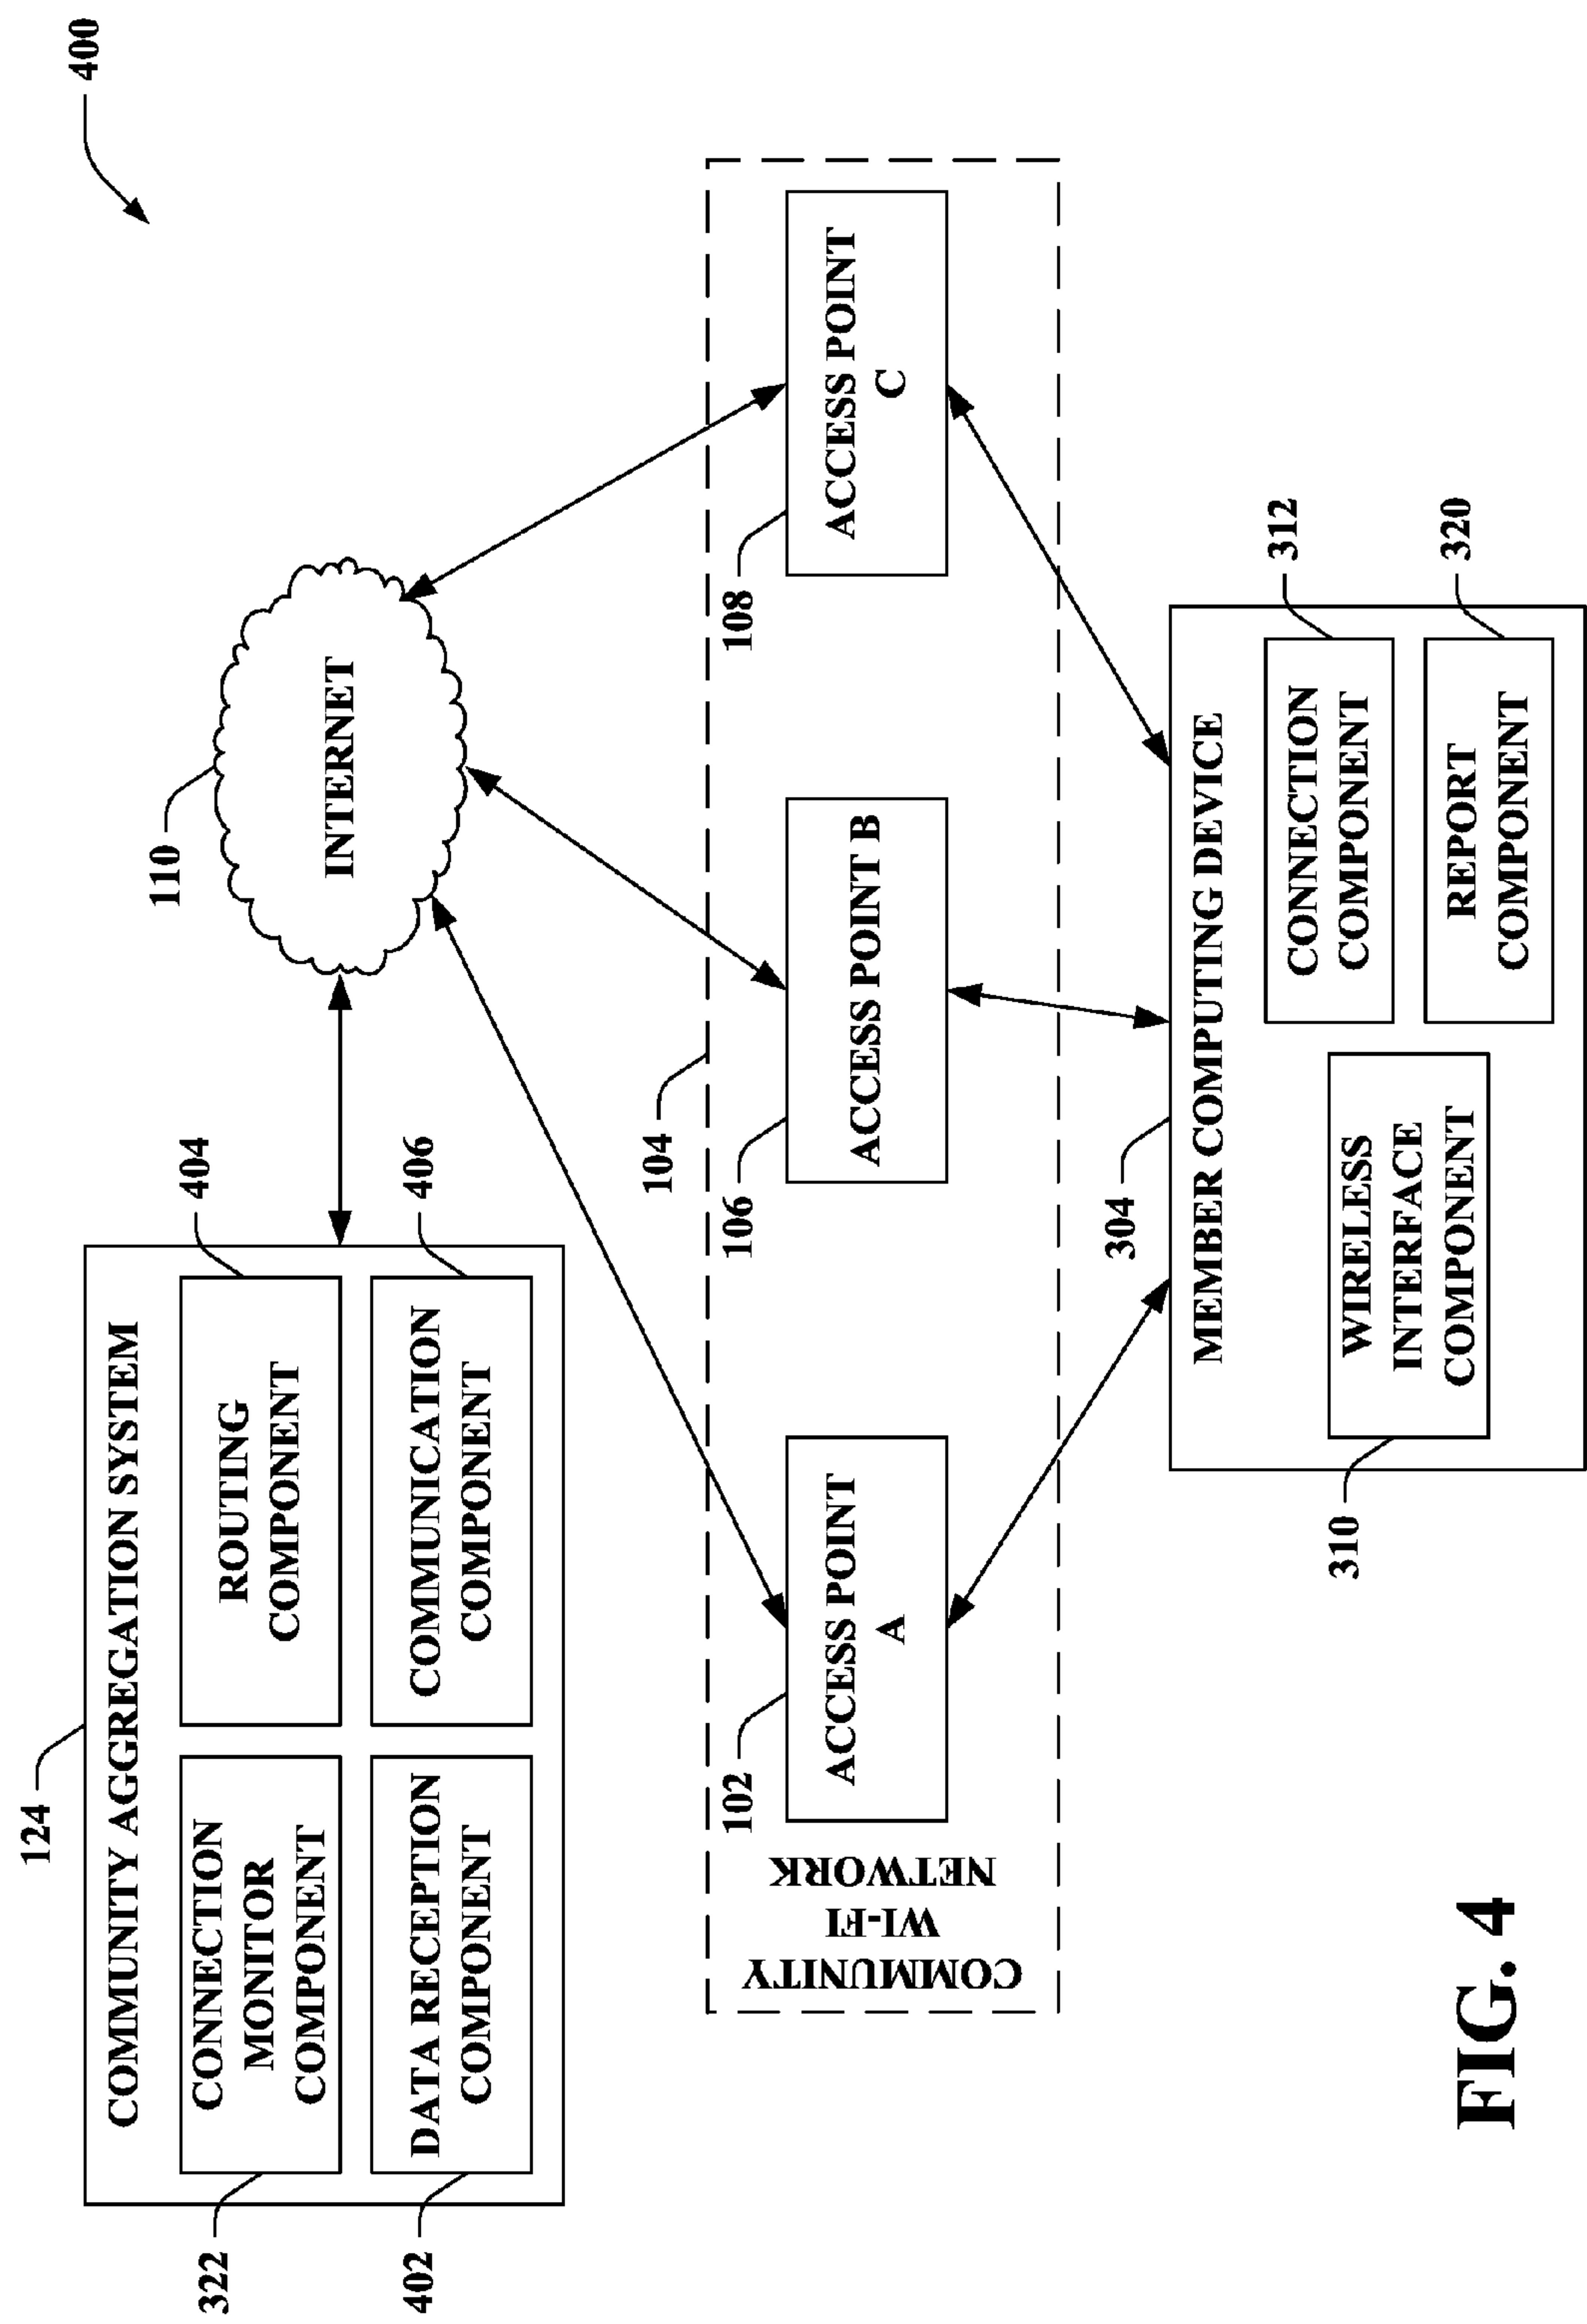 400
124
COMMUNITY AGGREGATION SYSTEM
322
CONNECTION
MONITOR
COMPONENT
404
ROUTING
COMPONENT
402
DATA RECEPTION
COMPONENT
406
COMMUNICATION
COMPONENT
110
INTERNET
104
COMMUNITY
WI-FI
NETWORK
102
ACCESS POINT
A
106
ACCESS POINT B
108
ACCESS POINT
C
304
MEMBER COMPUTING DEVICE
310
WIRELESS
INTERFACE
COMPONENT
312
CONNECTION
COMPONENT
320
REPORT
COMPONENT
FIG. 4